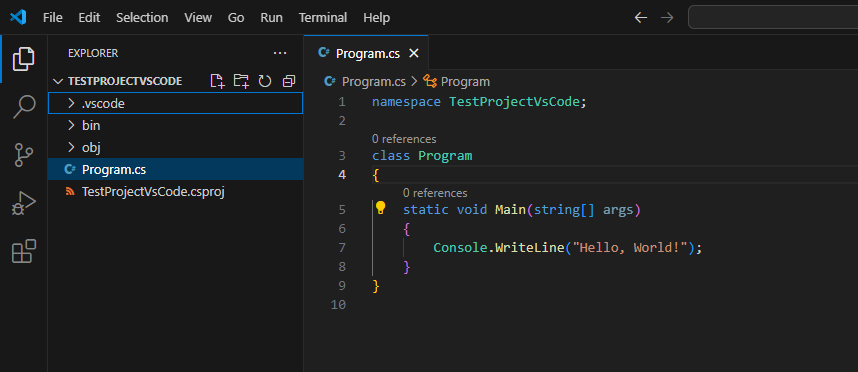 File Edit Selection View Go Run Terminal Help
EXPLORER
TESTPROJECTVSCODE
.vscode
bin
obj
C# Program.cs
TestProjectVsCode.csproj
C# Program.cs
C# Program.cs > Program
1 namespace TestProjectVsCode;
2
0 references
3 class Program
4 {
0 references
5 static void Main(string[] args)
6 {
7 Console.WriteLine("Hello, World!");
8 }
9 }
10